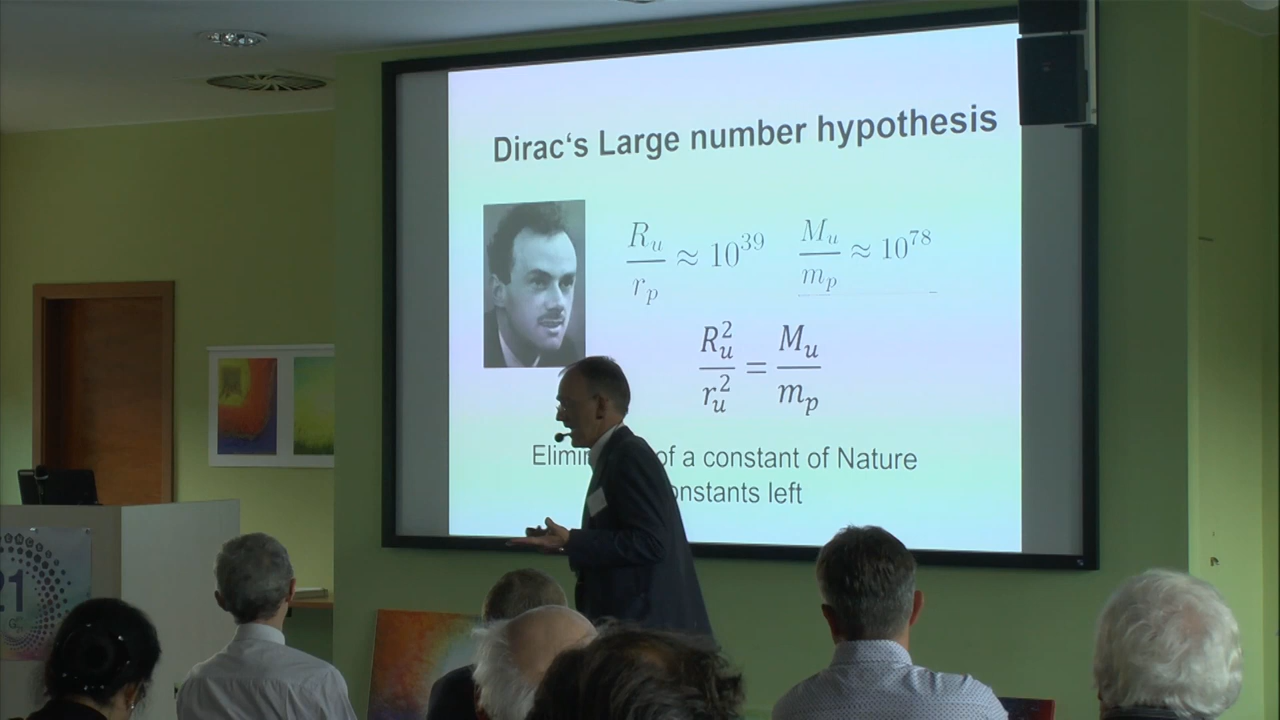 Dirac‘s Large number hypothesis
R_u / r_p ≈ 10^39 M_u / m_p ≈ 10^78
R_u^2 / r_u^2 = M_u / m_p
of a constant of Nature
left
21